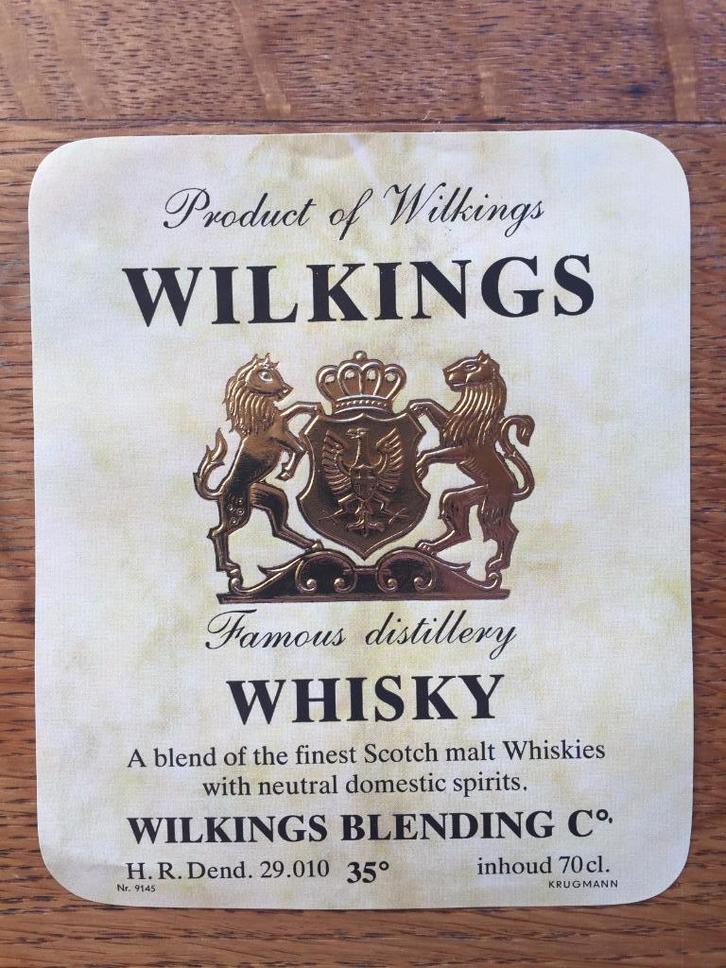 Product of Wilkings
WILKINGS
Famous distillery
WHISKY
A blend of the finest Scotch malt Whiskies
with neutral domestic spirits.
WILKINGS BLENDING Cº.
H. R. Dend. 29.010 35° inhoud 70 cl.
Nr. 9145 KRUGMANN